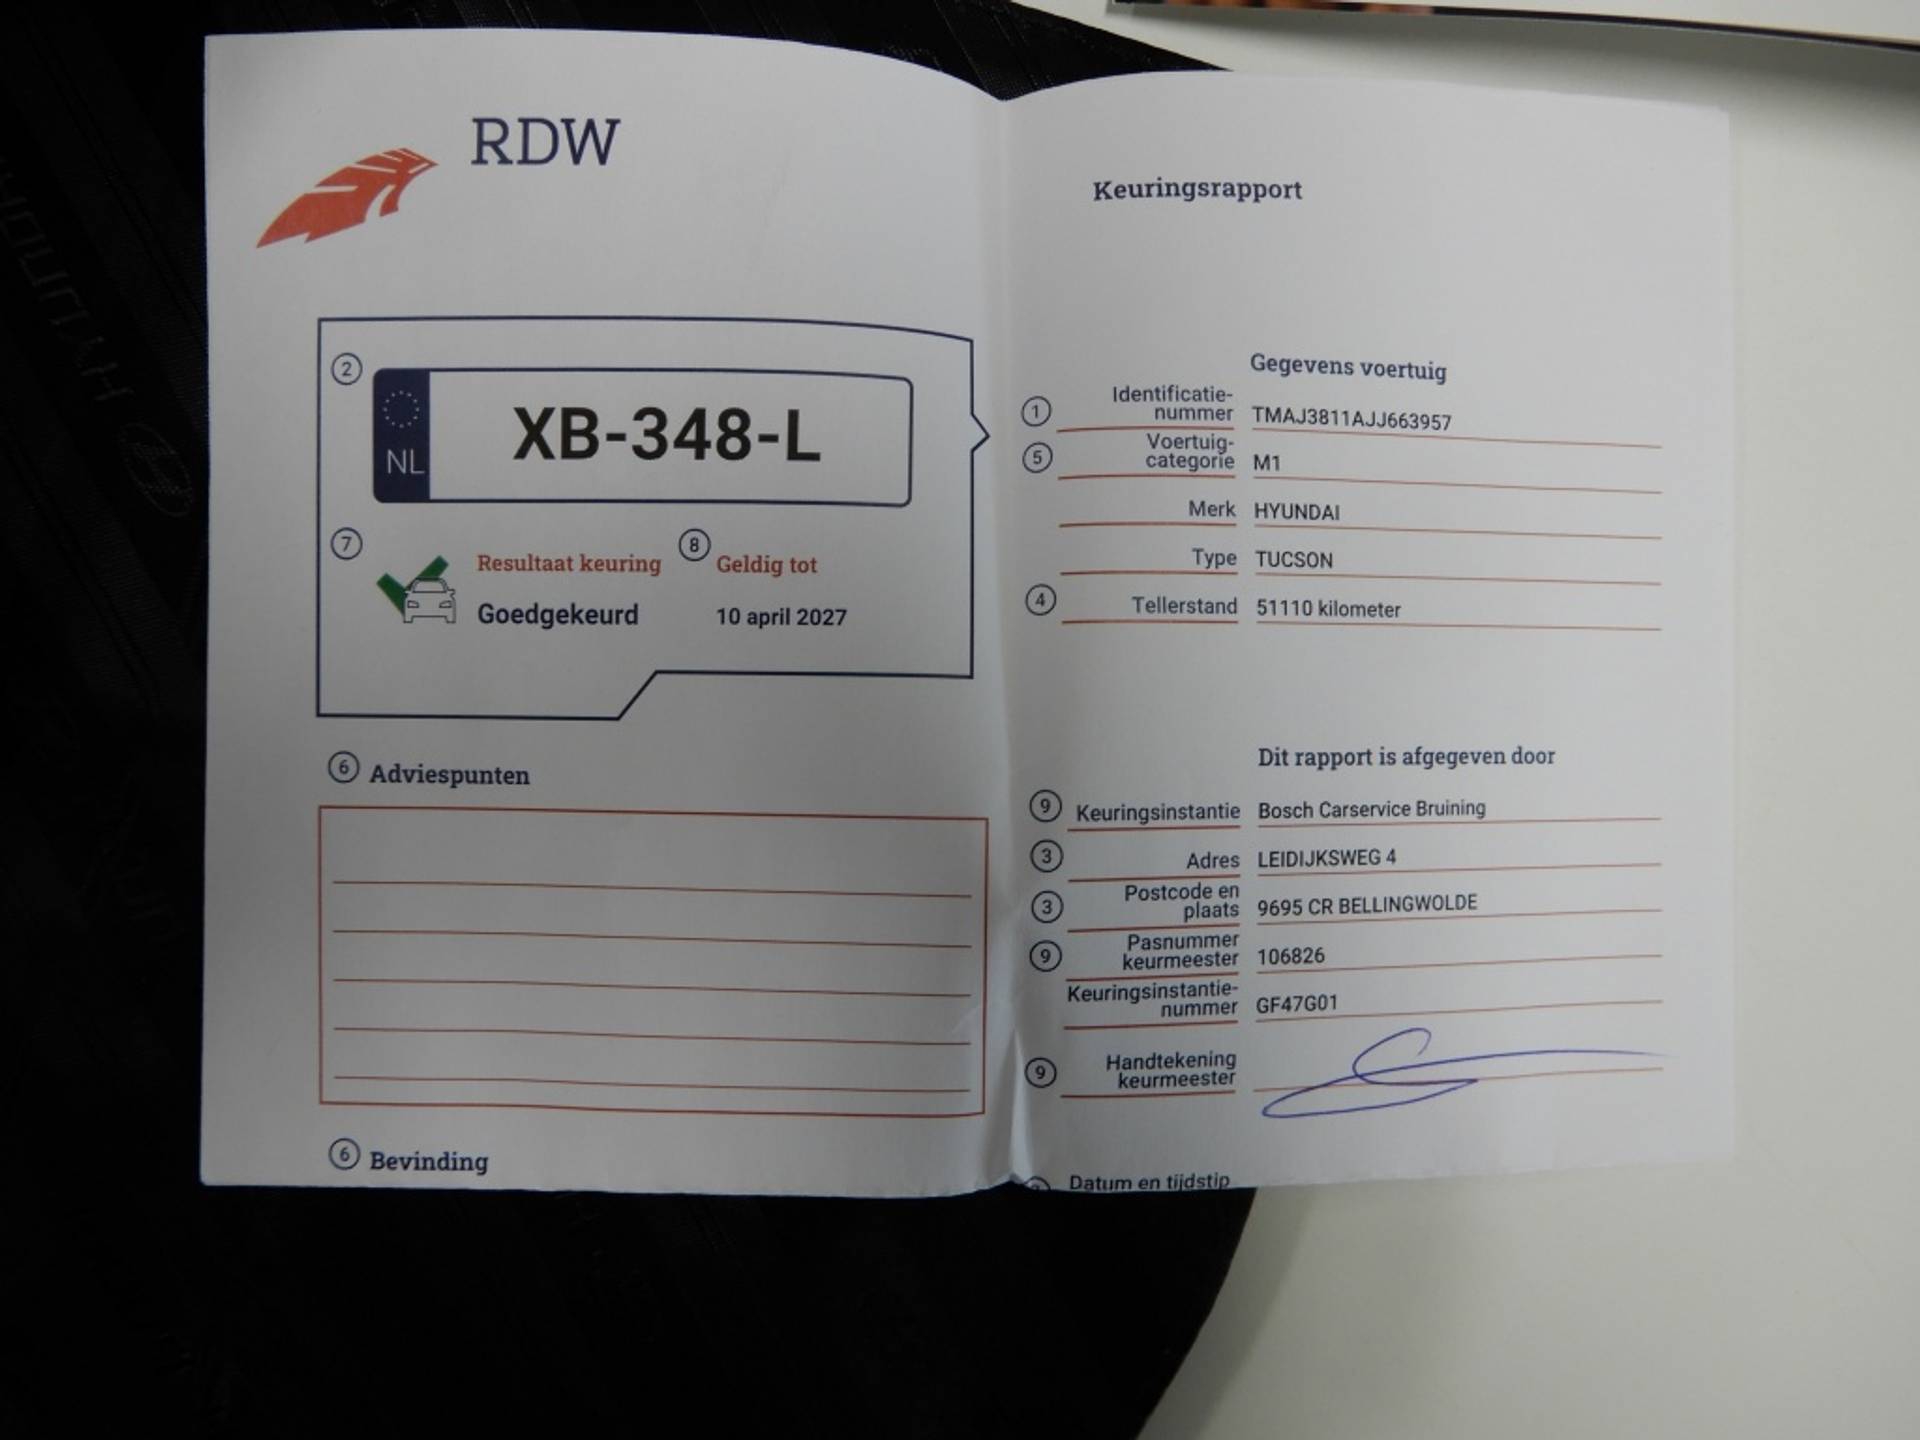 RDW
2
NL
XB-348-L
7
Resultaat keuring
8
Geldig tot
Goedgekeurd
10 april 2027
6 Adviespunten
6 Bevinding
Keuringsrapport
Gegevens voertuig
1 Identificatie-
nummer TMAJ3811AJJ663957
5 Voertuig-
categorie M1
Merk HYUNDAI
Type TUCSON
4 Tellerstand 51110 kilometer
Dit rapport is afgegeven door
9 Keuringsinstantie Bosch Carservice Bruining
3 Adres LEIDIJKSWEG 4
3 Postcode en
plaats 9695 CR BELLINGWOLDE
9 Pasnummer
keurmeester 106826
Keuringsinstantie-
nummer GF47G01
9 Handtekening
keurmeester
Datum en tijdstip
HYUNDAI